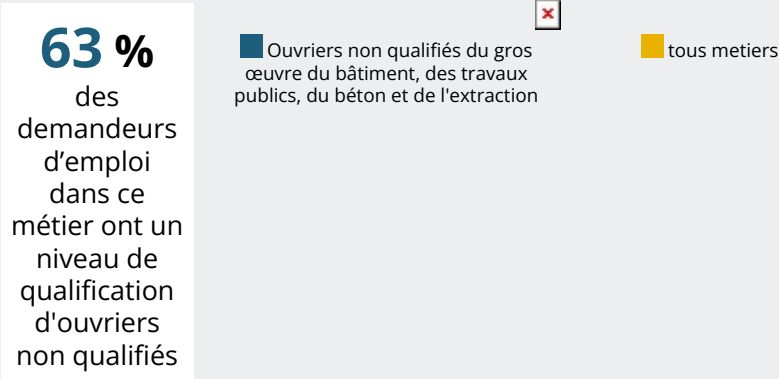 63 %
des
demandeurs
d’emploi
dans ce
métier ont un
niveau de
qualification
d'ouvriers
non qualifiés
Ouvriers non qualifiés du gros
œuvre du bâtiment, des travaux
publics, du béton et de l'extraction
tous metiers